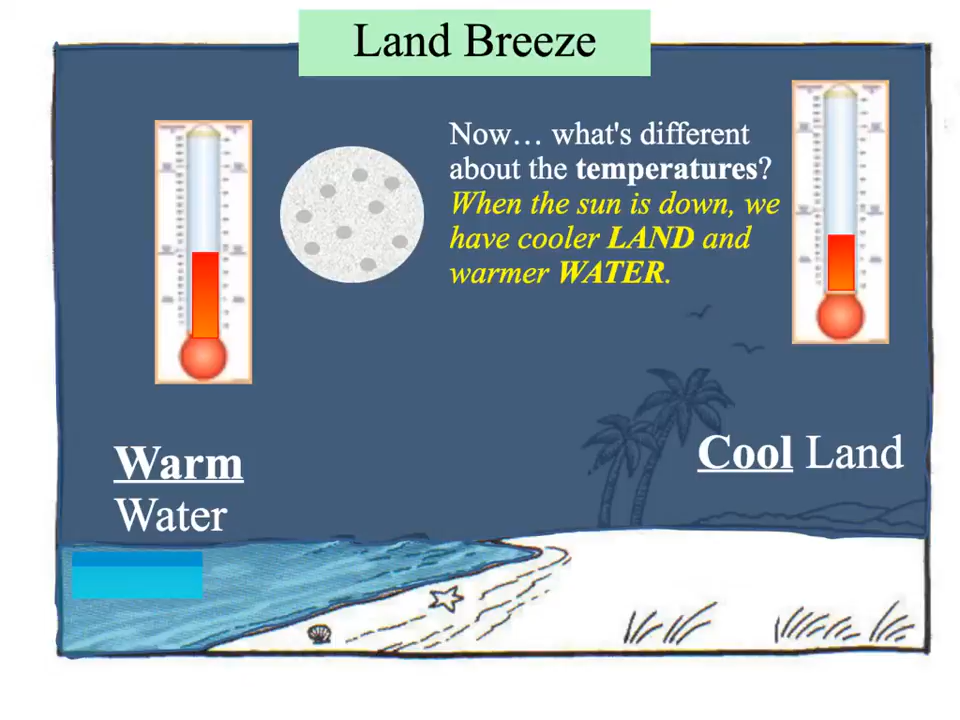 Land Breeze
Now… what's different
about the temperatures?
When the sun is down, we
have cooler LAND and
warmer WATER.
Warm
Water
Cool Land